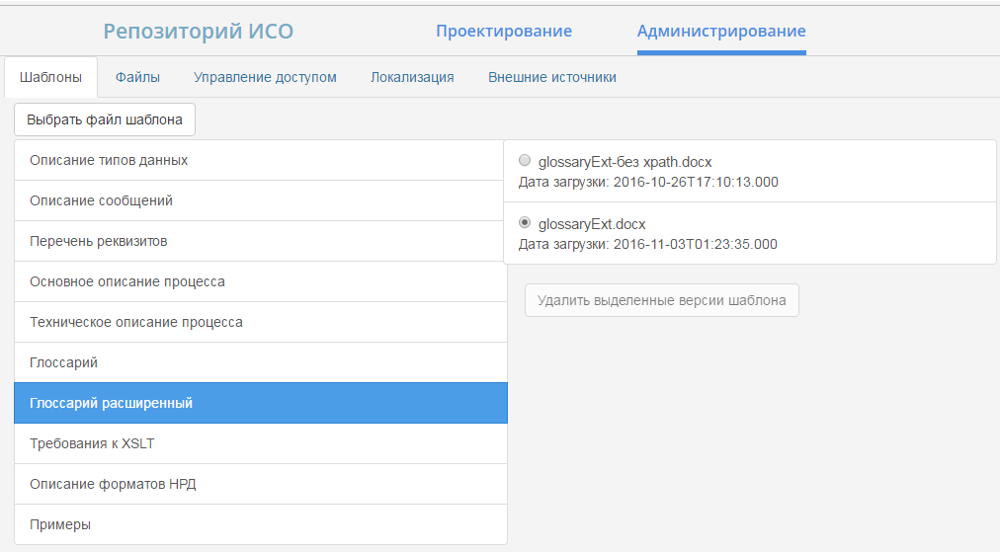 Репозиторий ИСО Проектирование Администрирование
Шаблоны Файлы Управление доступом Локализация Внешние источники
Выбрать файл шаблона
Описание типов данных
Описание сообщений
Перечень реквизитов
Основное описание процесса
Техническое описание процесса
Глоссарий
Глоссарий расширенный
Требования к XSLT
Описание форматов НРД
Примеры
glossaryExt-без xpath.docx
Дата загрузки: 2016-10-26T17:10:13.000
glossaryExt.docx
Дата загрузки: 2016-11-03T01:23:35.000
Удалить выделенные версии шаблона